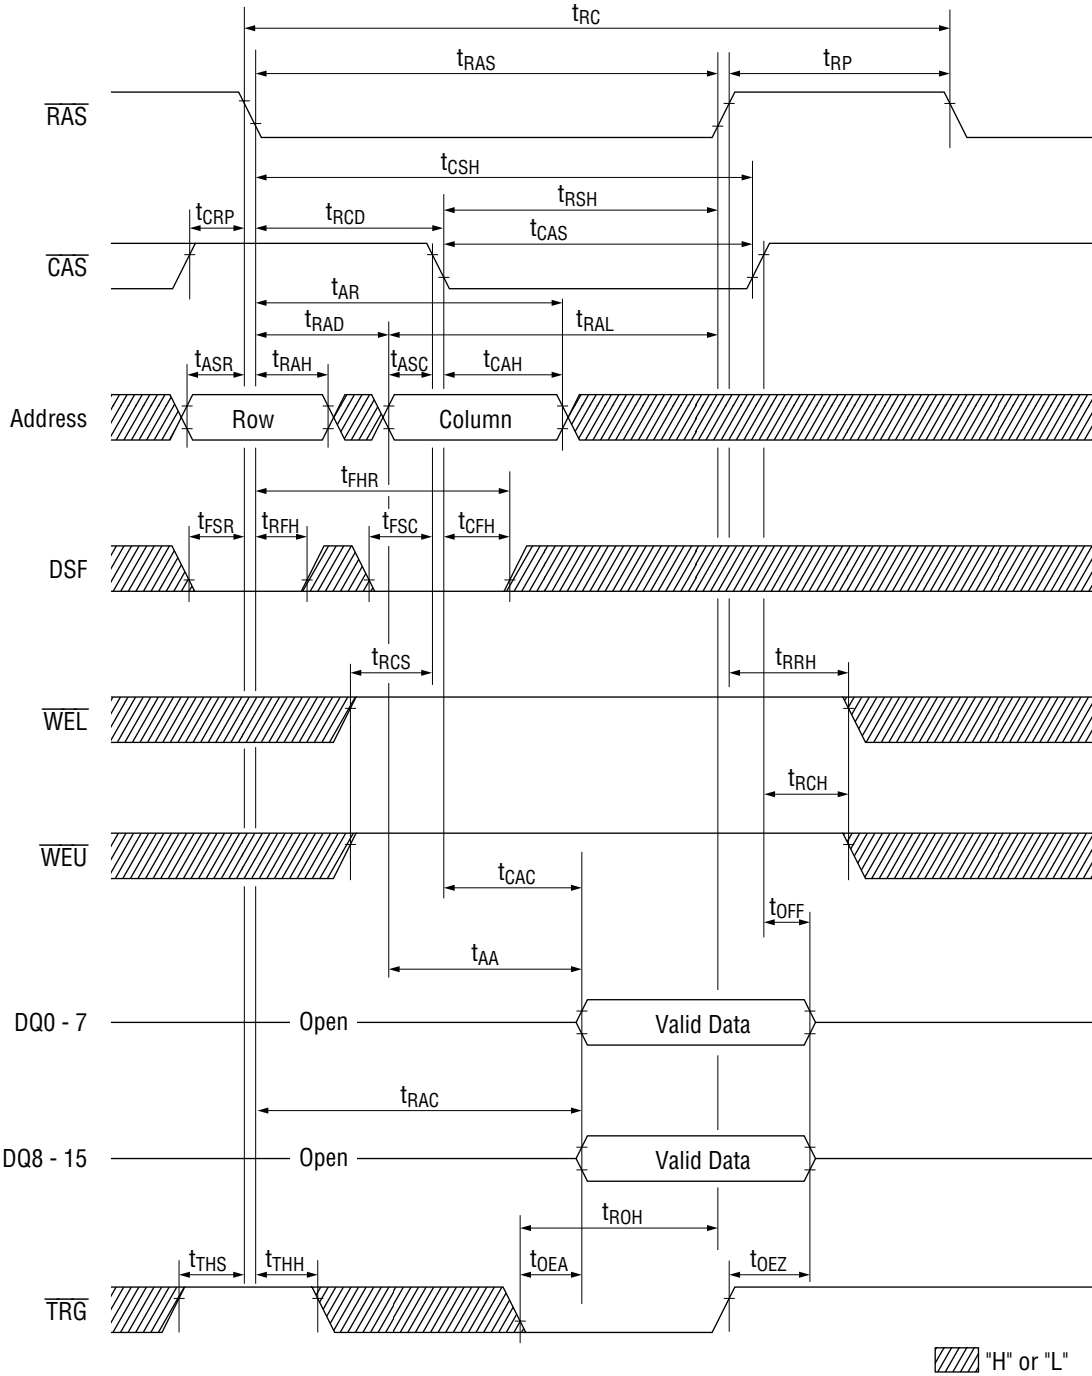 tRC
tRAS tRP
RAS
tCSH
tRSH
tCRP tRCD
tCAS
CAS
tAR
tRAD tRAL
tASR tRAH tASC tCAH
Address Row Column
tFHR
tFSR tRFH tFSC tCFH
DSF
tRCS tRRH
WEL
tRCH
WEU
tCAC
tOFF
tAA
DQ0 - 7 Open Valid Data
tRAC
DQ8 - 15 Open Valid Data
tROH
tTHS tTHH tOEA tOEZ
TRG
"H" or "L"